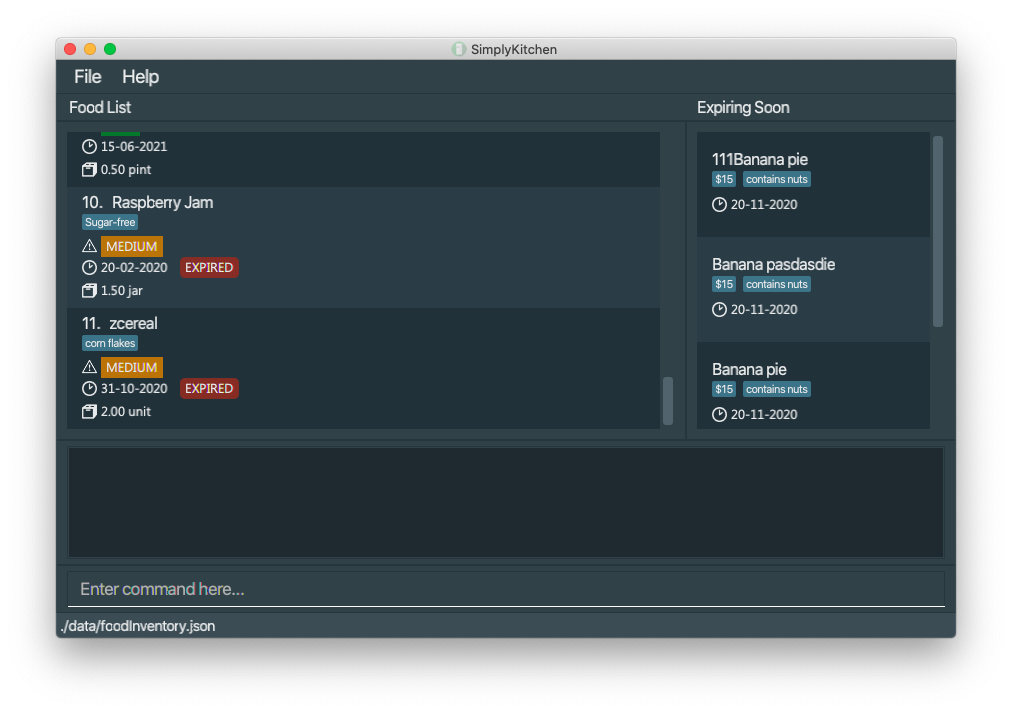 SimplyKitchen
File Help
Food List
15-06-2021
0.50 pint
10. Raspberry Jam
Sugar-free
MEDIUM
20-02-2020 EXPIRED
1.50 jar
11. zcereal
corn flakes
MEDIUM
31-10-2020 EXPIRED
2.00 unit
Expiring Soon
111Banana pie
$15 contains nuts
20-11-2020
Banana pasdasdie
$15 contains nuts
20-11-2020
Banana pie
$15 contains nuts
20-11-2020
Enter command here...
./data/foodInventory.json